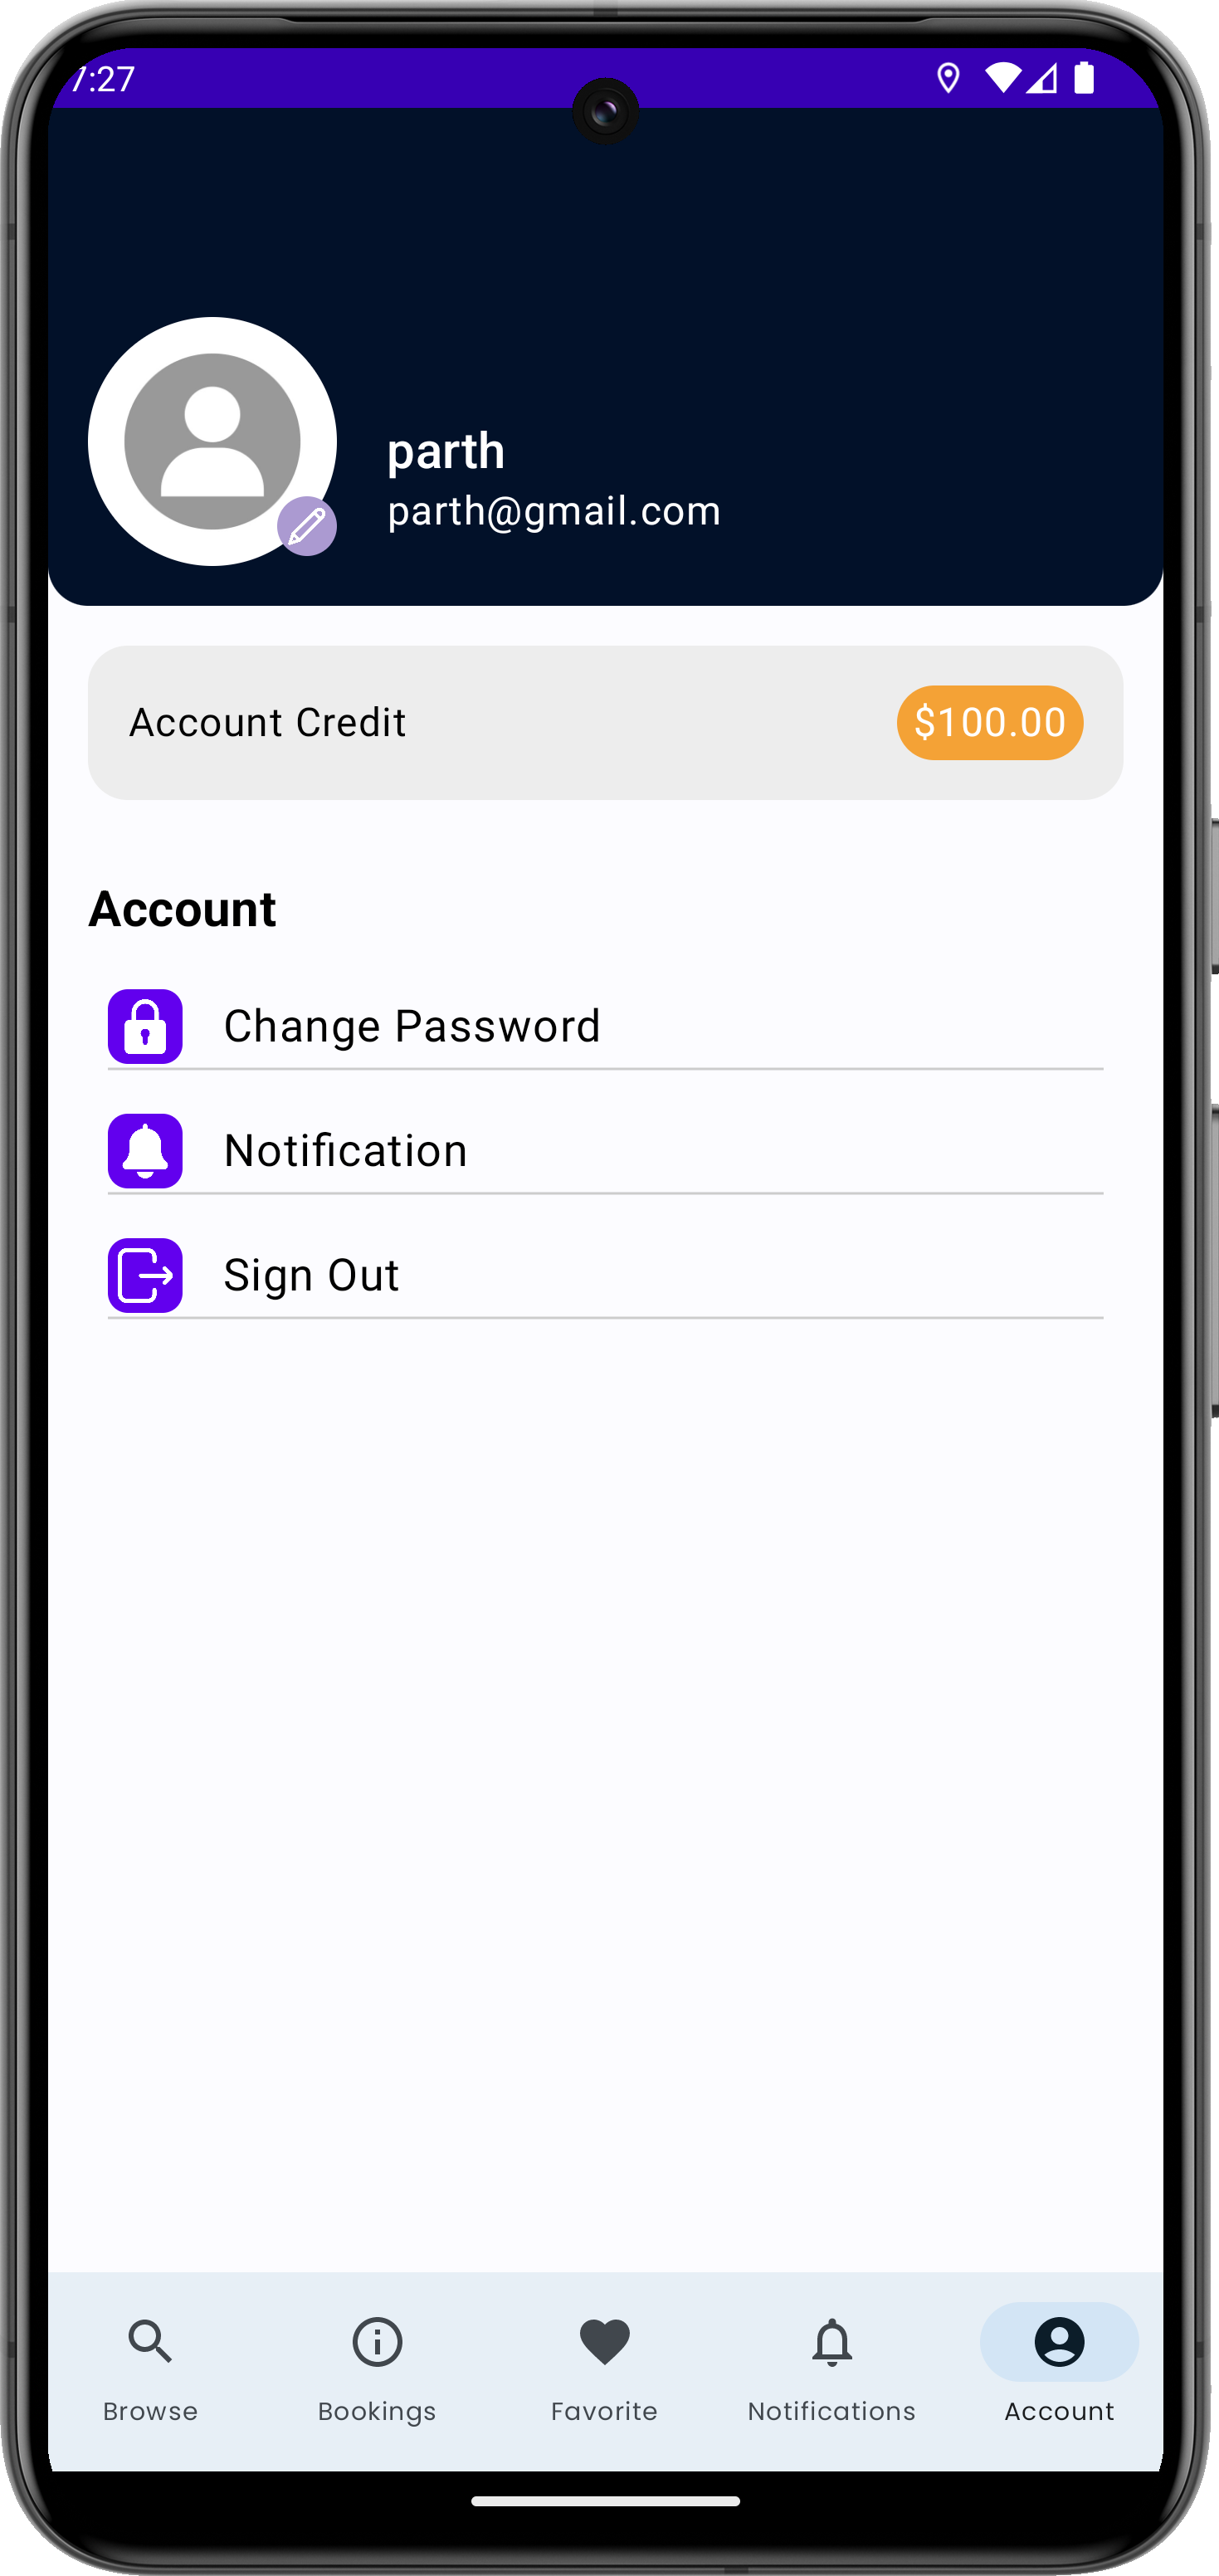 7:27
parth
parth@gmail.com
Account Credit
$100.00
Account
Change Password
Notification
Sign Out
Browse
Bookings
Favorite
Notifications
Account